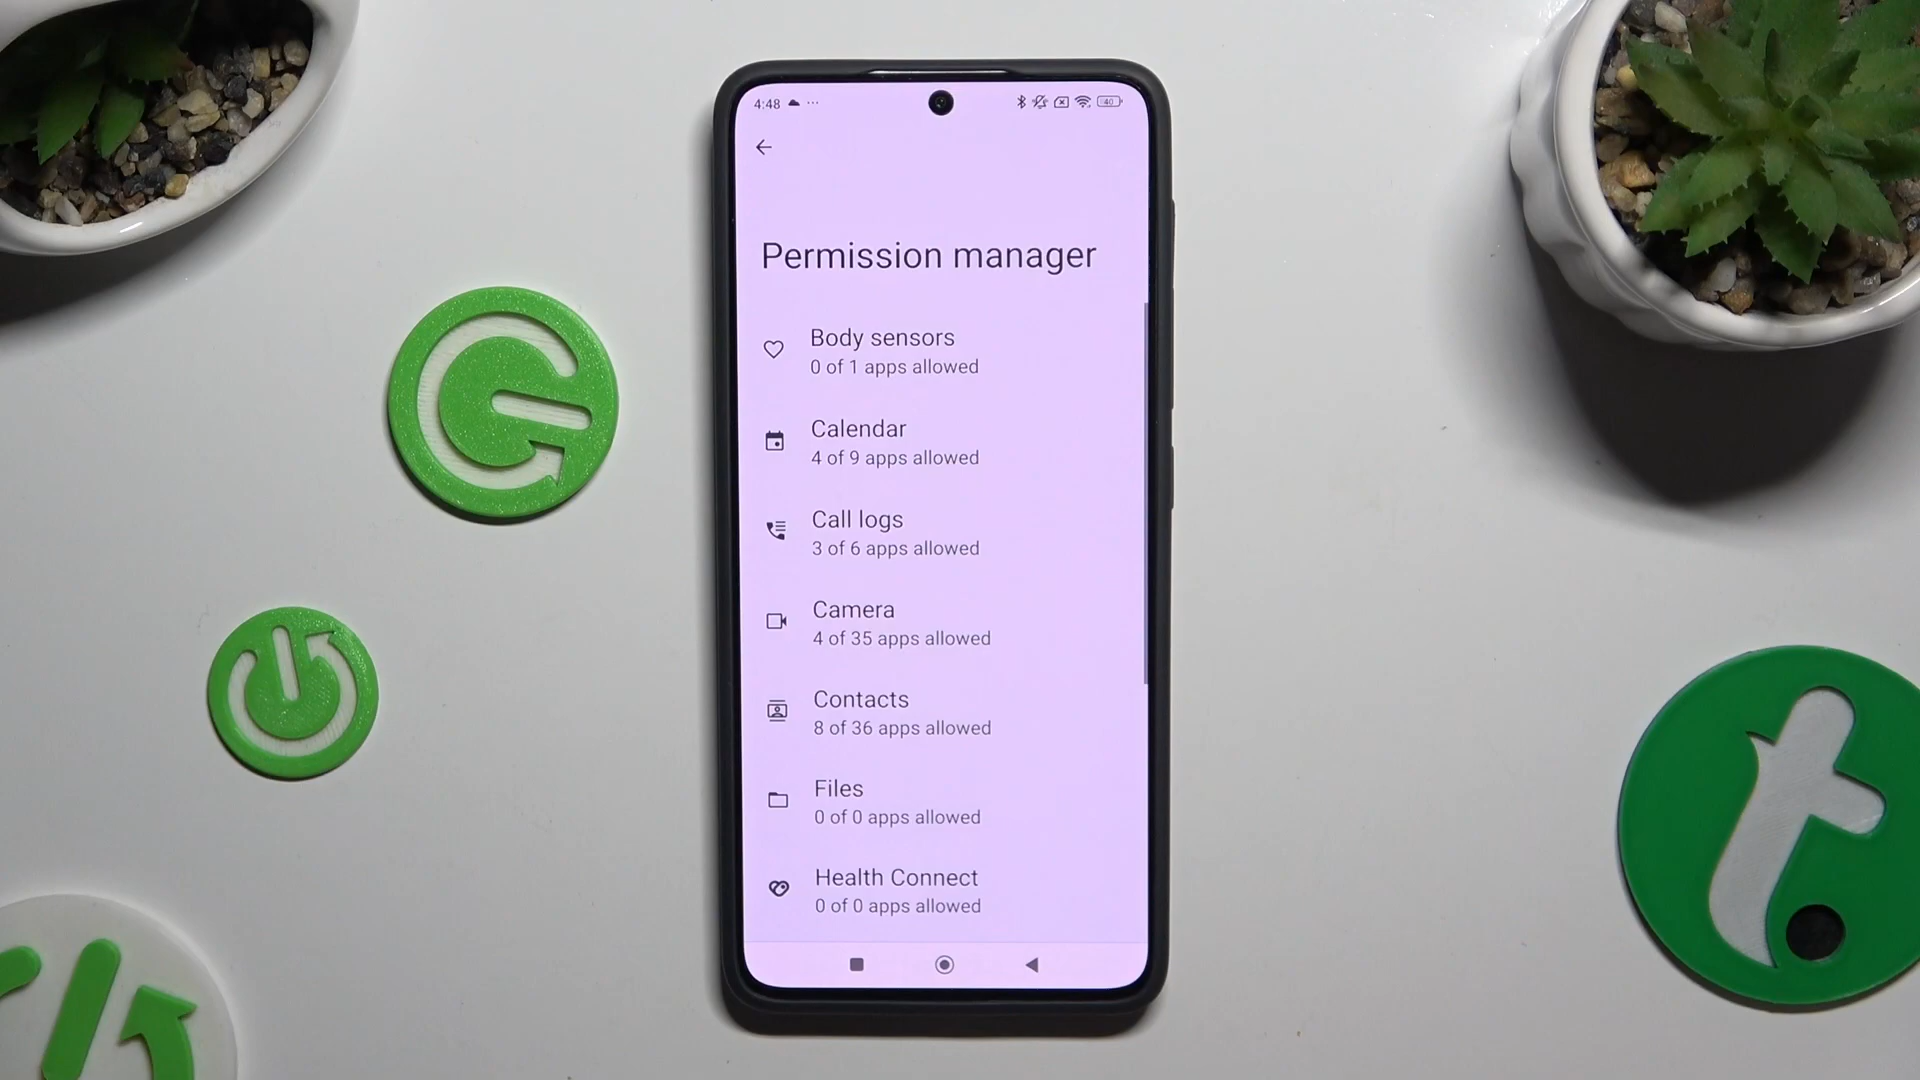 4:48
40
Permission manager
Body sensors
0 of 1 apps allowed
Calendar
4 of 9 apps allowed
Call logs
3 of 6 apps allowed
Camera
4 of 35 apps allowed
Contacts
8 of 36 apps allowed
Files
0 of 0 apps allowed
Health Connect
0 of 0 apps allowed